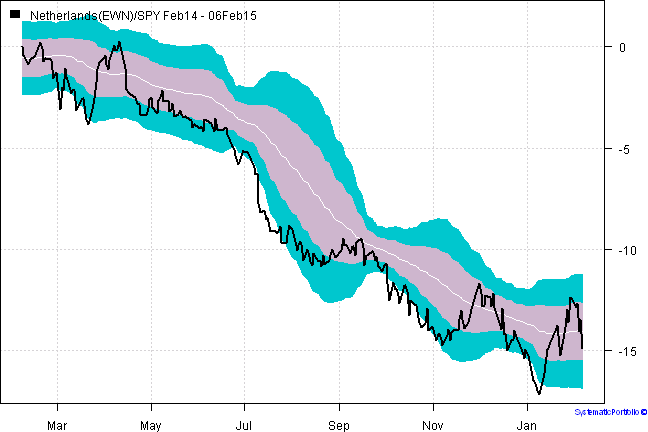 Netherlands(EWN)/SPY Feb14 - 06Feb15
0
-5
-10
-15
Mar May Jul Sep Nov Jan
SystematicPortfolio ©